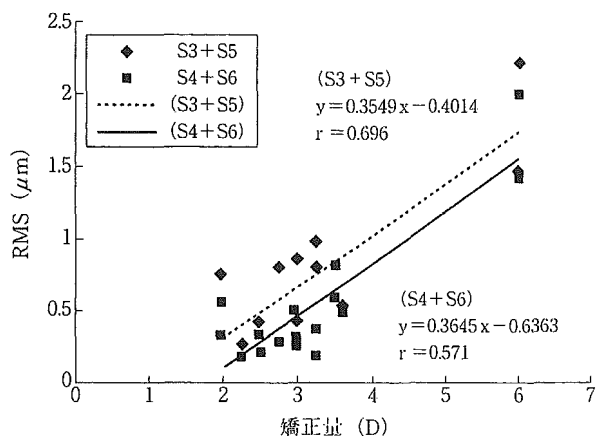 2.5
2
1.5
1
0.5
0
RMS (μm)
S3+S5
S4+S6
(S3+S5)
(S4+S6)
(S3+S5)
y=0.3549x-0.4014
r=0.696
(S4+S6)
y=0.3645x-0.6363
r=0.571
0 1 2 3 4 5 6 7
矯正量 (D)